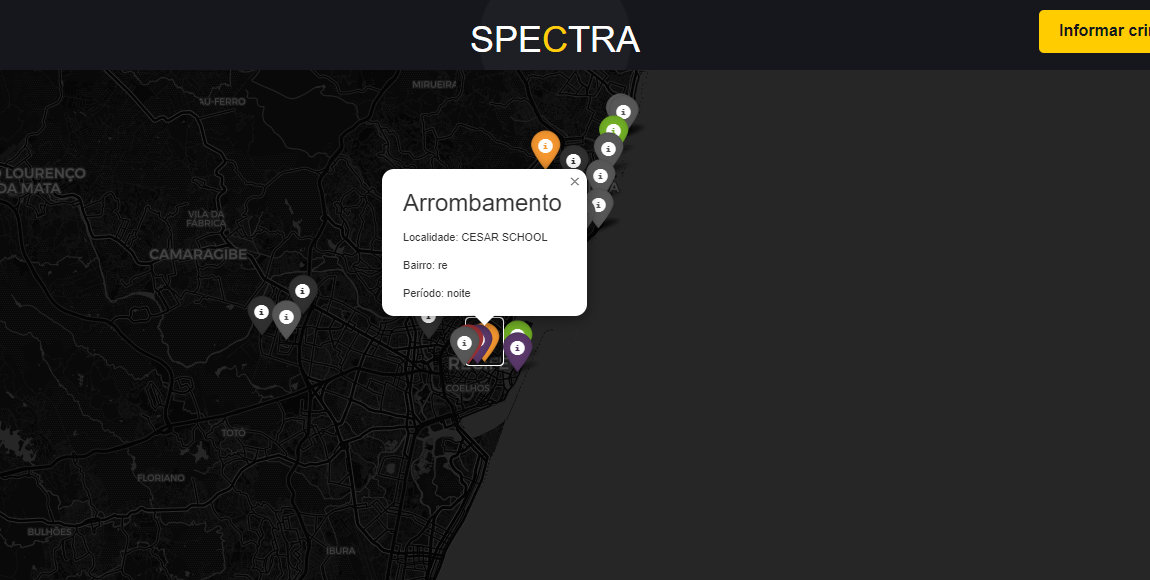 SPECTRA
Informar cri
MIRUEIRA
AU-FERRO
LOURENÇO
DA MATA
VILA DA
FÁBRICA
CAMARAGIBE
×
Arrombamento
Localidade: CESAR SCHOOL
Bairro: re
Período: noite
RECIFE
COELHOS
TOTÓ
FLORIANO
BULHÕES
IBURA